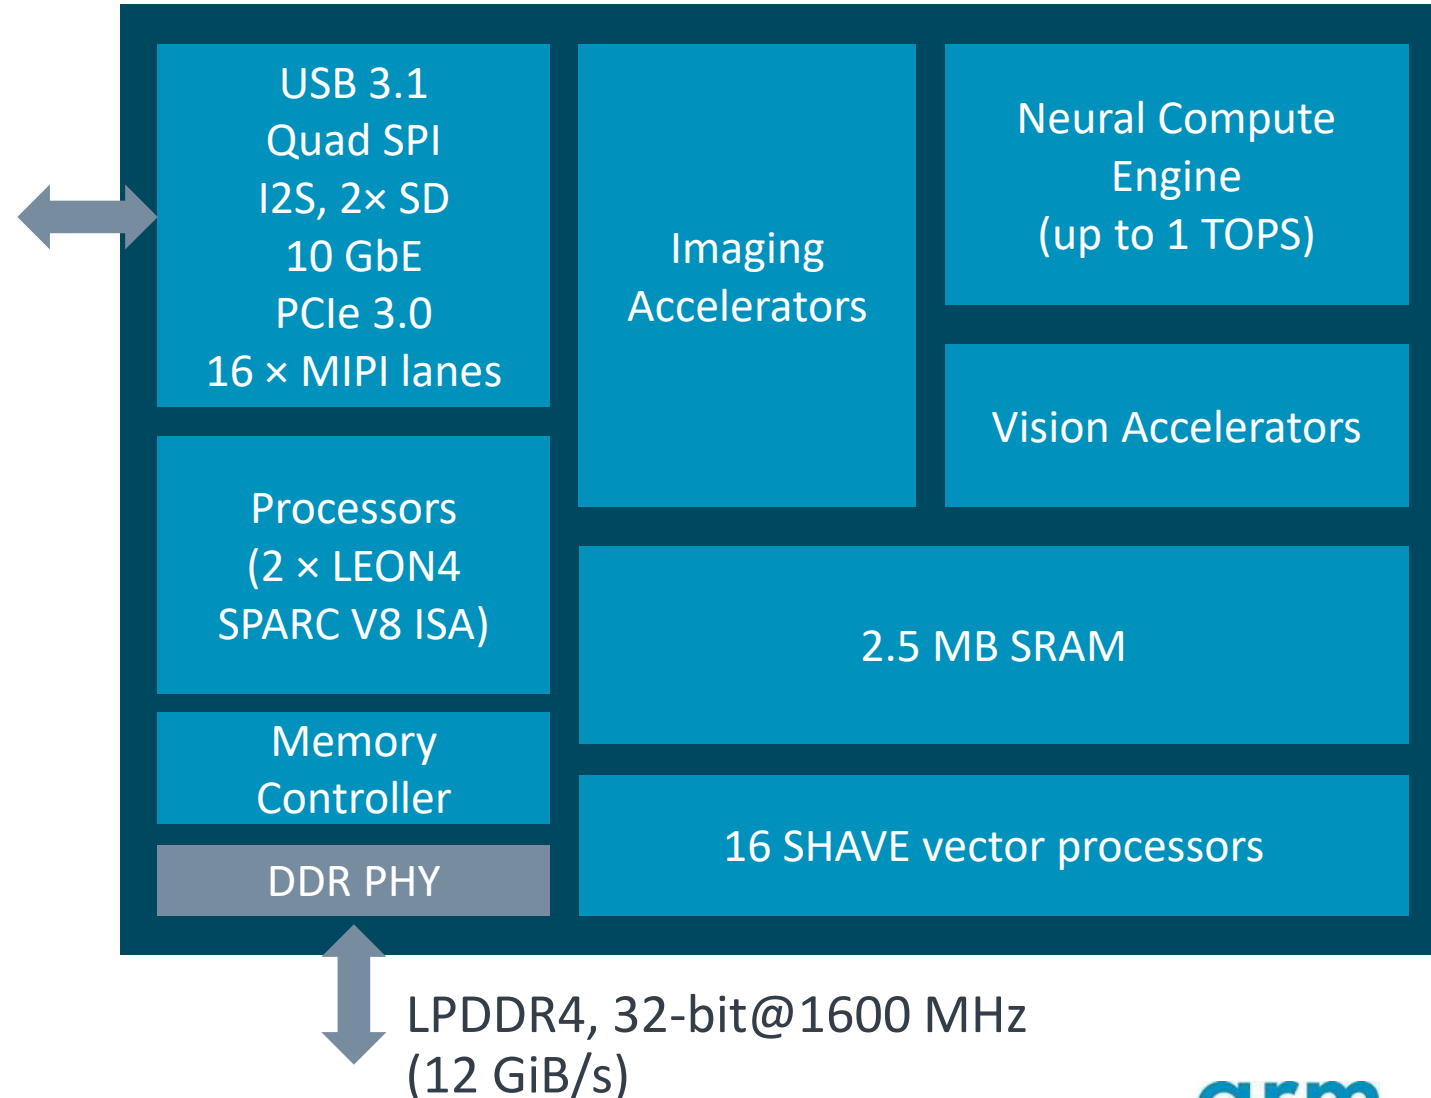 USB 3.1
Quad SPI
I2S, 2× SD
10 GbE
PCIe 3.0
16 × MIPI lanes
Imaging
Accelerators
Neural Compute
Engine
(up to 1 TOPS)
Vision Accelerators
Processors
(2 × LEON4
SPARC V8 ISA)
2.5 MB SRAM
Memory
Controller
16 SHAVE vector processors
DDR PHY
LPDDR4, 32-bit@1600 MHz
(12 GiB/s)
arm